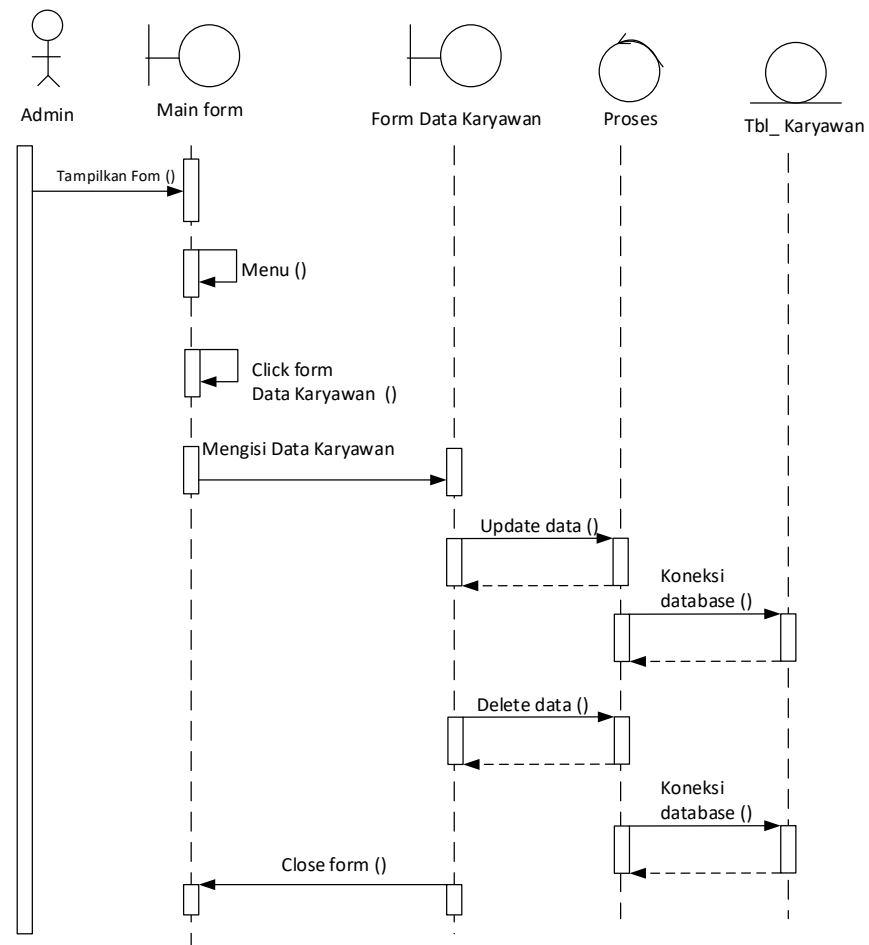 Admin
Main form
Form Data Karyawan
Proses
Tbl_ Karyawan
Tampilkan Fom ()
Menu ()
Click form
Data Karyawan ()
Mengisi Data Karyawan
Update data ()
Koneksi
database ()
Delete data ()
Koneksi
database ()
Close form ()